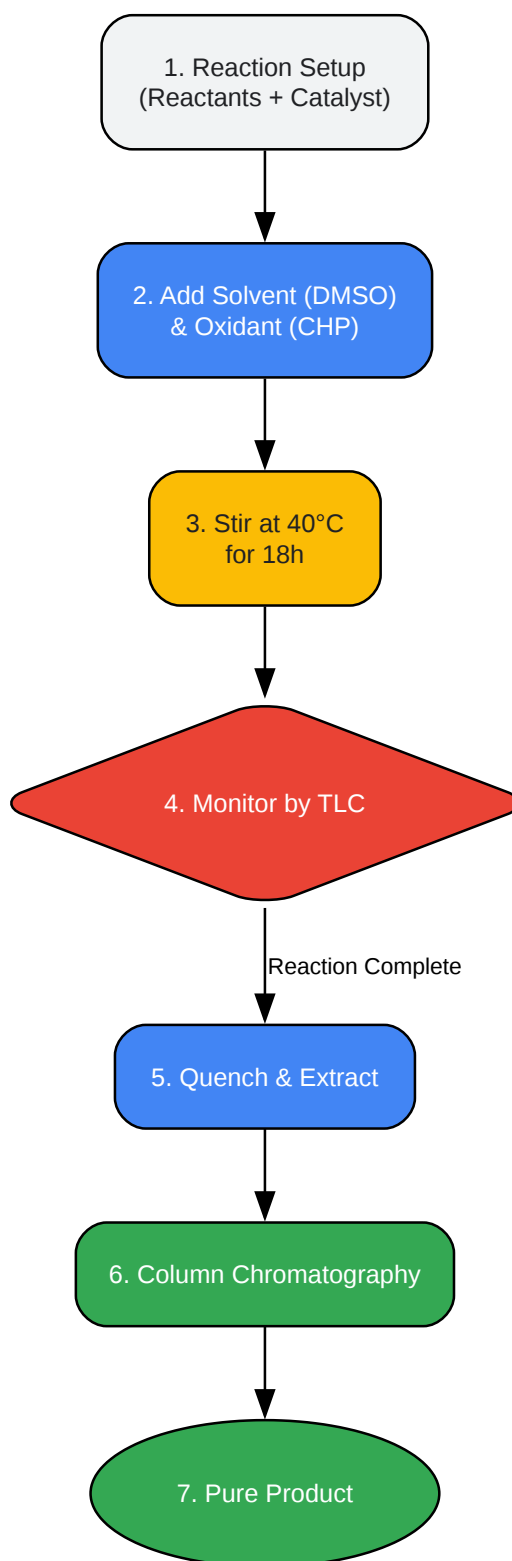 1. Reaction Setup
(Reactants + Catalyst)
2. Add Solvent (DMSO)
& Oxidant (CHP)
3. Stir at 40°C
for 18h
4. Monitor by TLC
Reaction Complete
5. Quench & Extract
6. Column Chromatography
7. Pure Product